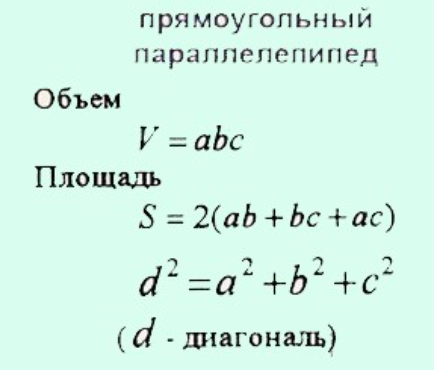 прямоугольный
параллелепипед
Объем
V = abc
Площадь
S = 2(ab + bc + ac)
d² = a² + b² + c²
( d - диагональ)